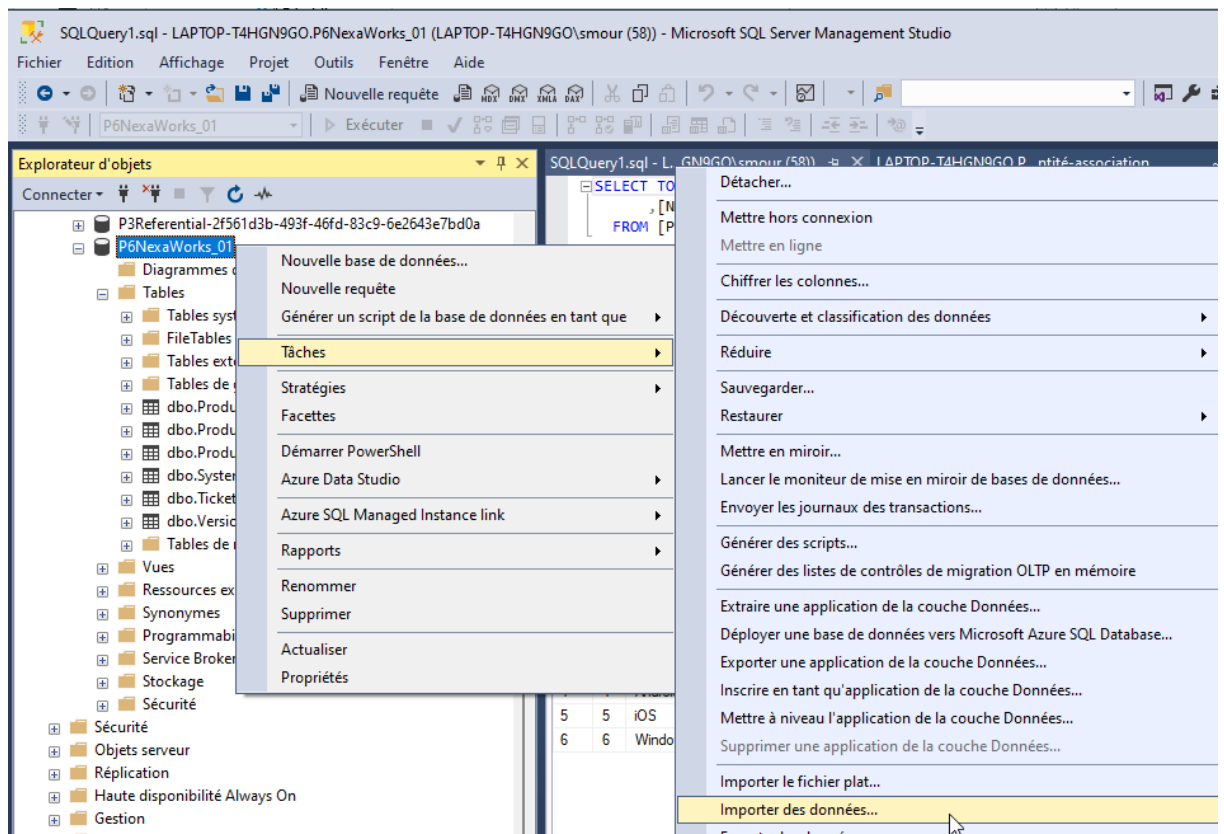 SQLQuery1.sql - LAPTOP-T4HGN9GO.P6NexaWorks_01 (LAPTOP-T4HGN9GO\smour (58)) - Microsoft SQL Server Management Studio
Fichier Edition Affichage Projet Outils Fenêtre Aide
Nouvelle requête MDX DMX XMLA DAX
P6NexaWorks_01 Exécuter
Explorateur d'objets
Connecter
P3Referential-2f561d3b-493f-46fd-83c9-6e2643e7bd0a
P6NexaWorks_01
Diagrammes
Tables
Tables syst
FileTables
Tables exte
Tables de
dbo.Produ
dbo.Produ
dbo.Produ
dbo.System
dbo.Ticket
dbo.Versio
Tables de
Vues
Ressources ex
Synonymes
Programmabi
Service Broker
Stockage
Sécurité
Sécurité
Objets serveur
Réplication
Haute disponibilité Always On
Gestion
SQLQuery1.sql - L...GN9GO\smour (58)) LAPTOP-T4HGN9GO.P...ntité-association
SELECT TO
,[N
FROM [P
5 5 iOS
6 6 Windo
Nouvelle base de données...
Nouvelle requête
Générer un script de la base de données en tant que
Tâches
Stratégies
Facettes
Démarrer PowerShell
Azure Data Studio
Azure SQL Managed Instance link
Rapports
Renommer
Supprimer
Actualiser
Propriétés
Détacher...
Mettre hors connexion
Mettre en ligne
Chiffrer les colonnes...
Découverte et classification des données
Réduire
Sauvegarder...
Restaurer
Mettre en miroir...
Lancer le moniteur de mise en miroir de bases de données...
Envoyer les journaux des transactions...
Générer des scripts...
Générer des listes de contrôles de migration OLTP en mémoire
Extraire une application de la couche Données...
Déployer une base de données vers Microsoft Azure SQL Database...
Exporter une application de la couche Données...
Inscrire en tant qu'application de la couche Données...
Mettre à niveau l'application de la couche Données...
Supprimer une application de la couche Données...
Importer le fichier plat...
Importer des données...